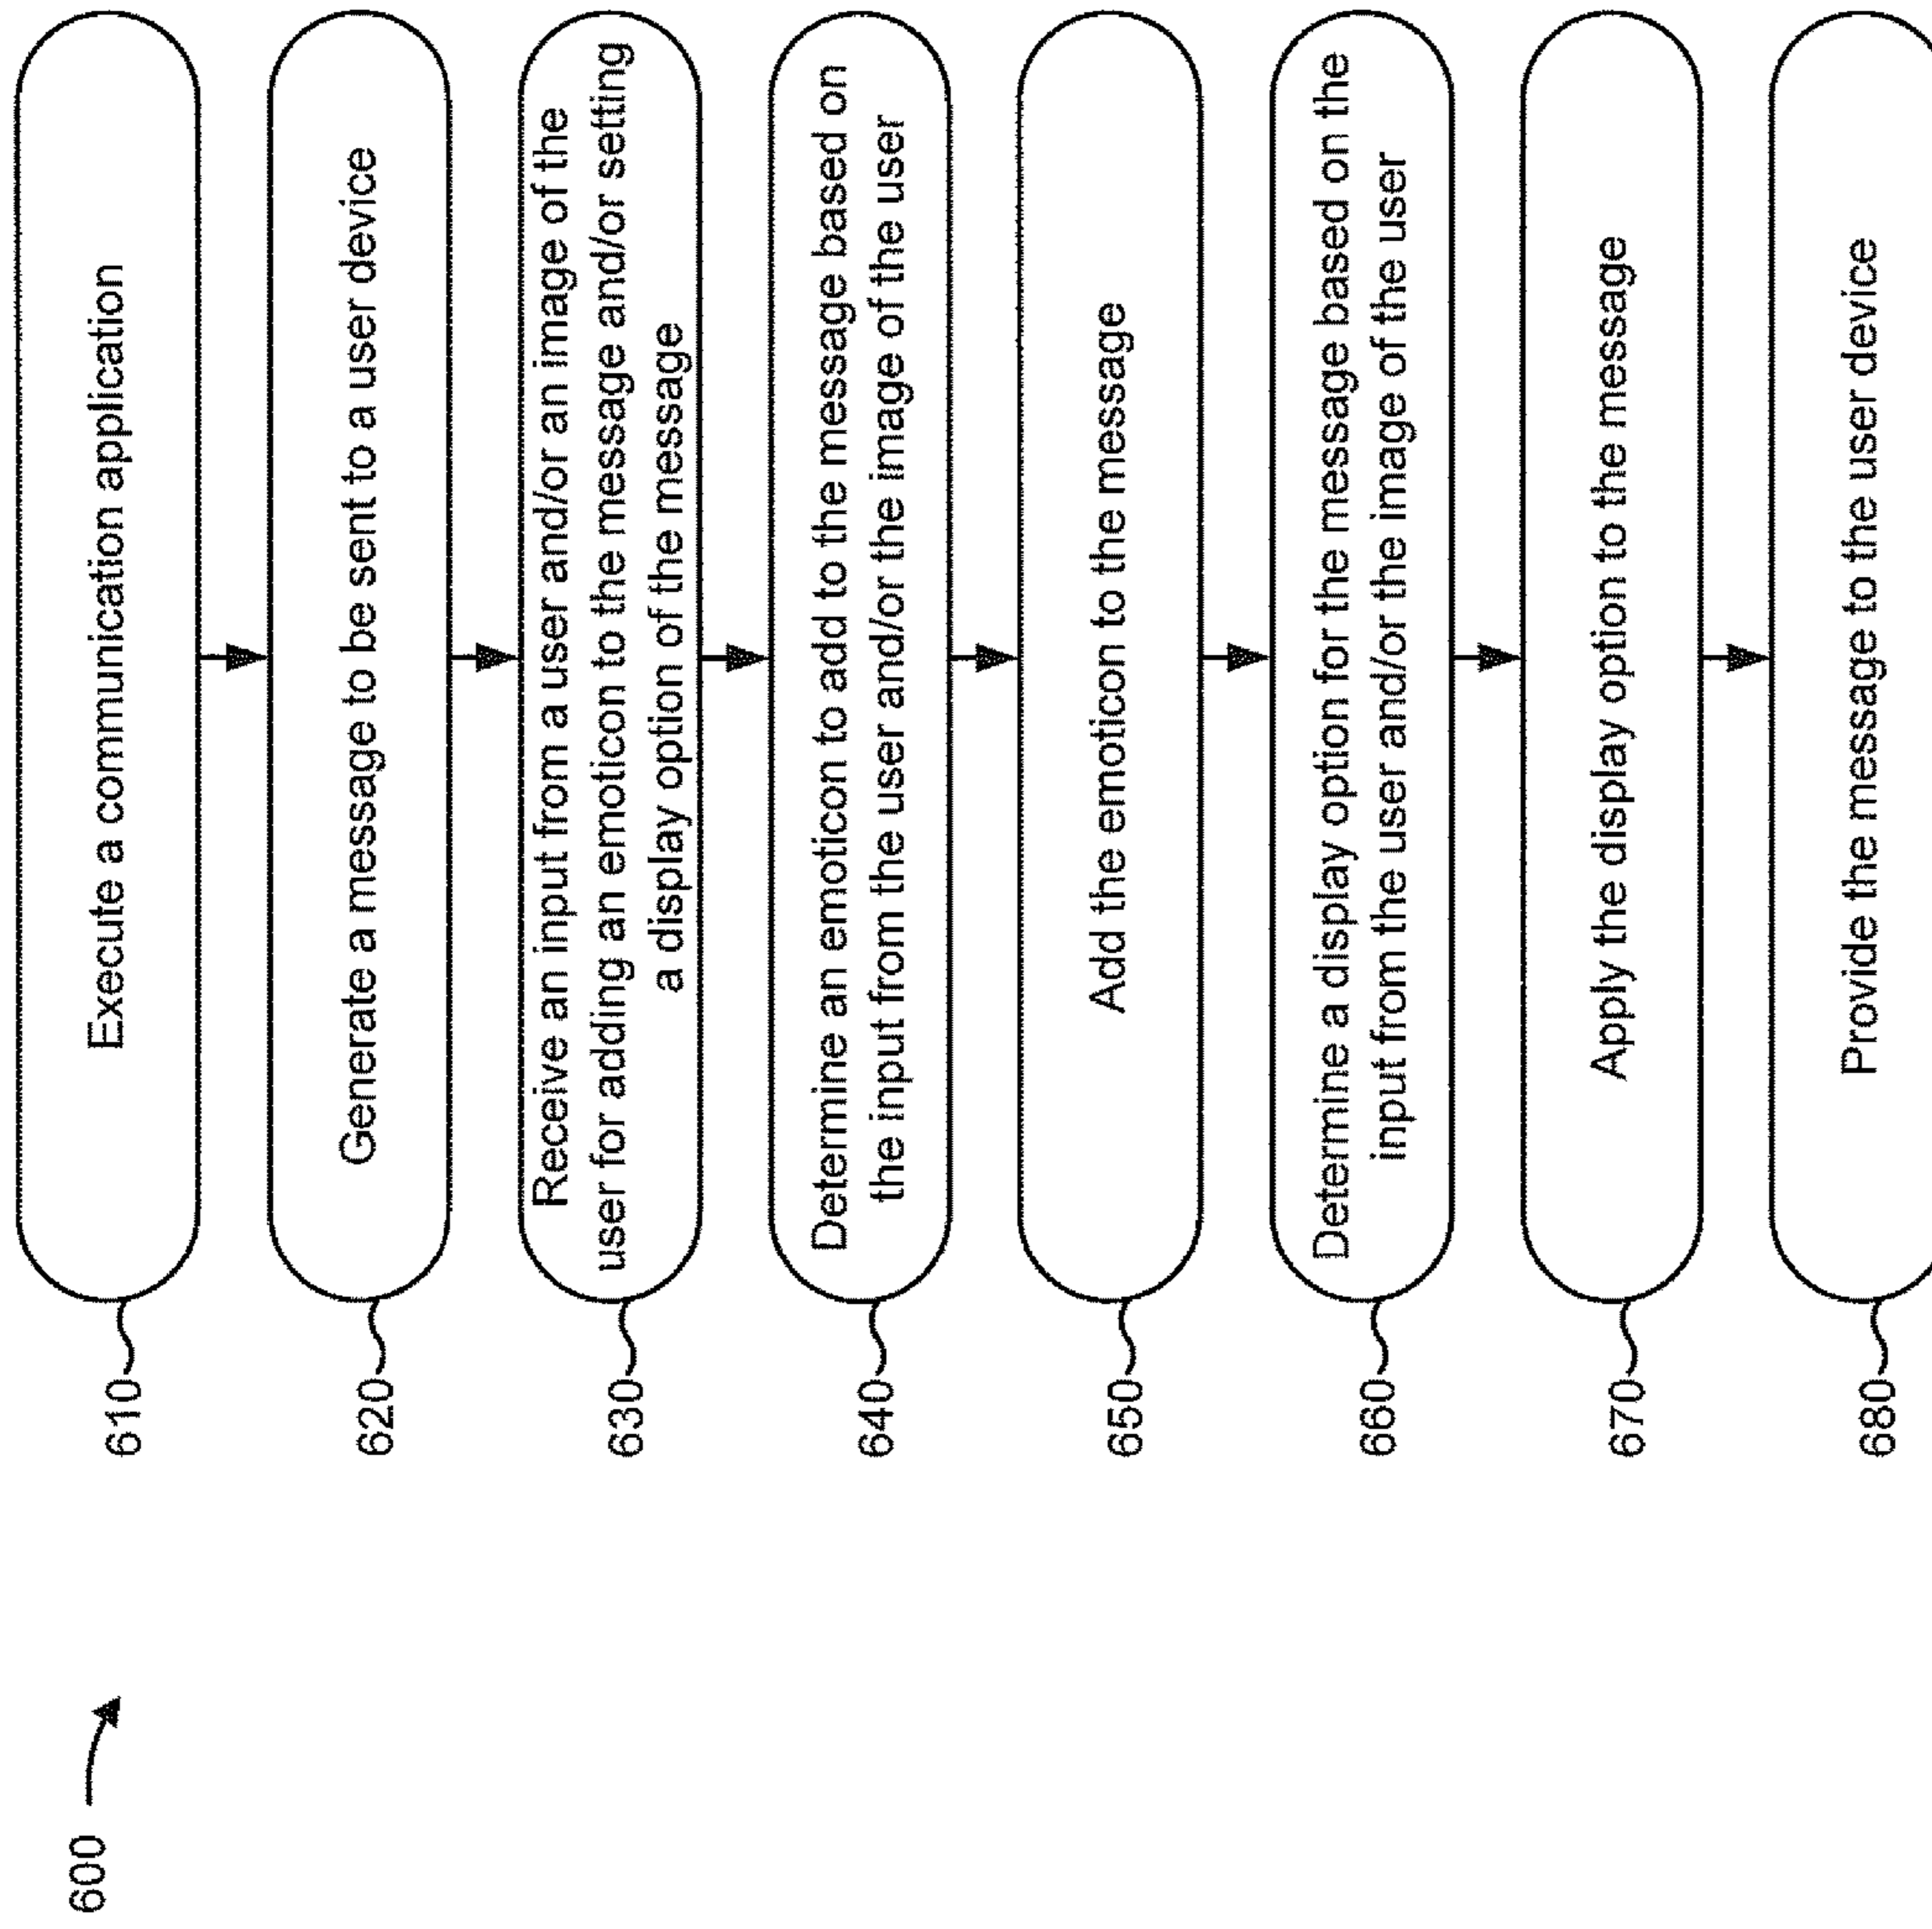 600
610
Execute a communication application
620
Generate a message to be sent to a user device
630
Receive an input from a user and/or an image of the
user for adding an emoticon to the message and/or setting
a display option of the message
640
Determine an emoticon to add to the message based on
the input from the user and/or the image of the user
650
Add the emoticon to the message
660
Determine a display option for the message based on the
input from the user and/or the image of the user
670
Apply the display option to the message
680
Provide the message to the user device